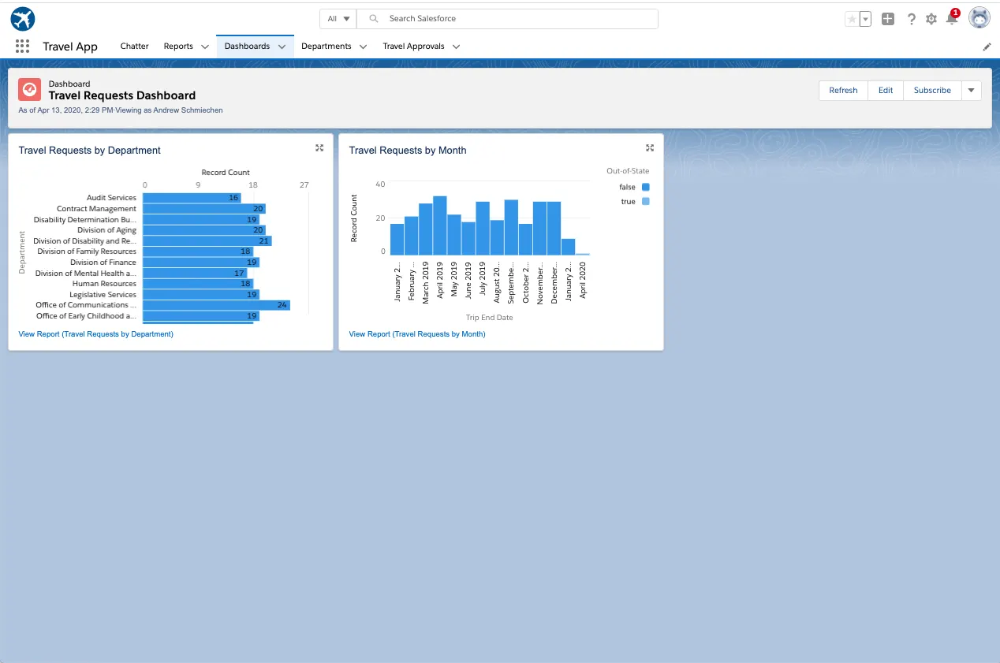 All
Search Salesforce
1
Travel App
Chatter
Reports
Dashboards
Departments
Travel Approvals
Dashboard
Travel Requests Dashboard
As of Apr 13, 2020, 2:29 PM·Viewing as Andrew Schmiechen
Refresh
Edit
Subscribe
Travel Requests by Department
Record Count
0 9 18 27
Department
Audit Services 16
Contract Management 20
Disability Determination Bu... 19
Division of Aging 20
Division of Disability and Re... 21
Division of Family Resources 18
Division of Finance 19
Division of Mental Health a... 17
Human Resources 18
Legislative Services 19
Office of Communications ... 24
Office of Early Childhood a... 19
View Report (Travel Requests by Department)
Travel Requests by Month
Out-of-State
false
true
Record Count
40
20
0
January 2...
February ...
March 2019
April 2019
May 2019
June 2019
July 2019
August 20...
Septembe...
October 2...
November...
December...
January 2...
April 2020
Trip End Date
View Report (Travel Requests by Month)